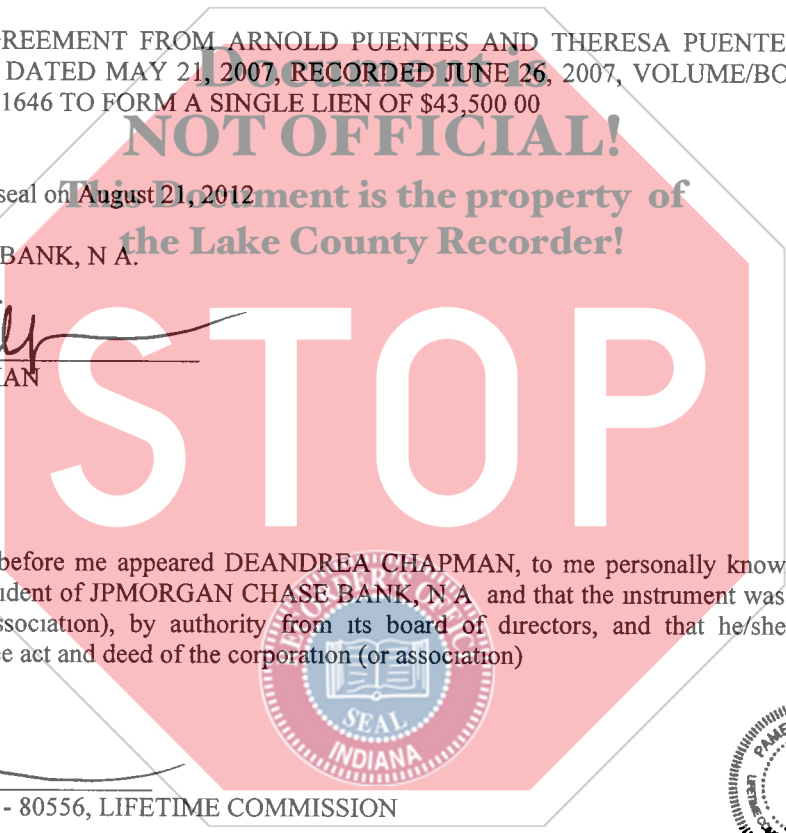 GREEMENT FROM ARNOLD PUENTES AND THERESA PUENTE
DATED MAY 21, 2007, RECORDED JUNE 26, 2007, VOLUME/BO
1646 TO FORM A SINGLE LIEN OF $43,500 00
Document is
NOT OFFICIAL!
This Document is the property of
the Lake County Recorder!
seal on August 21, 2012
BANK, N A.
STOP
before me appeared DEANDREA CHAPMAN, to me personally know
ident of JPMORGAN CHASE BANK, N A and that the instrument was
ssociation), by authority from its board of directors, and that he/she
e act and deed of the corporation (or association)
RECORDER'S OFFICE
SEAL
INDIANA
- 80556, LIFETIME COMMISSION
PAME